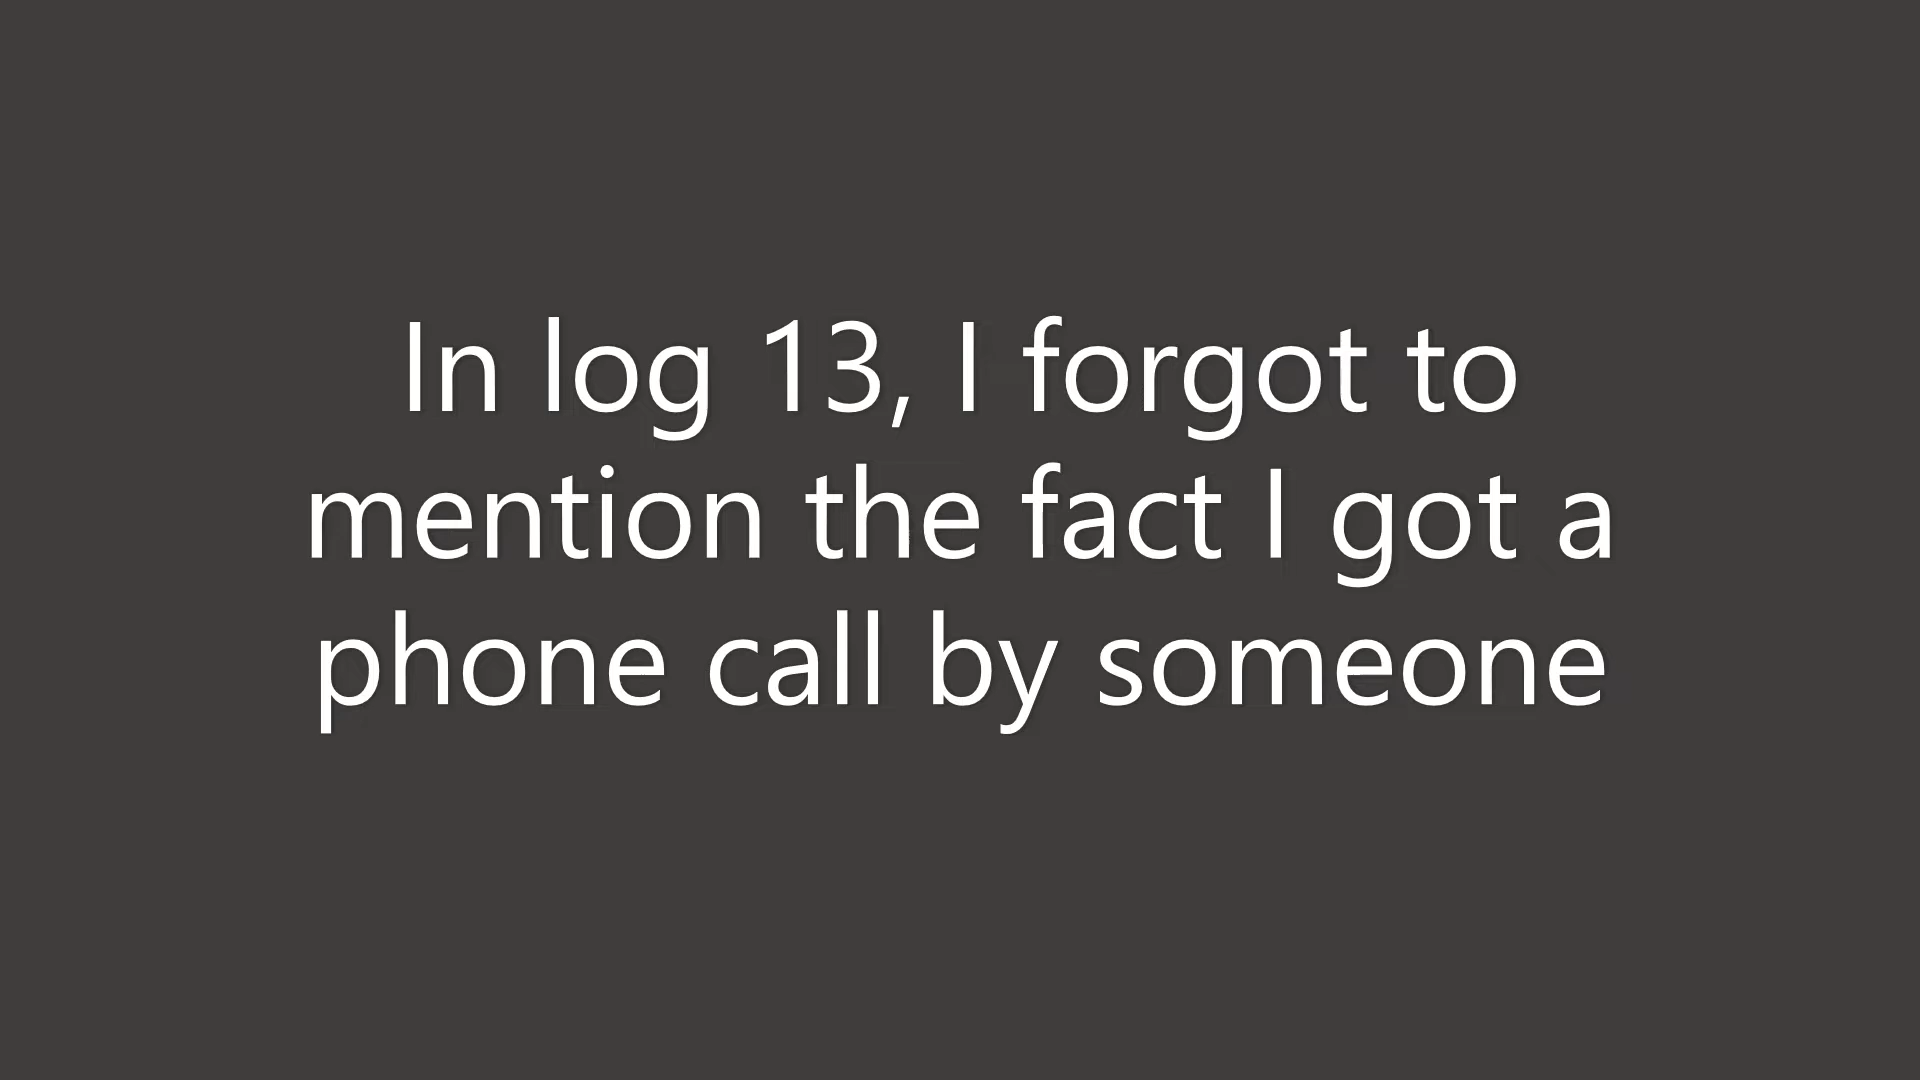 In log 13, I forgot to
mention the fact I got a
phone call by someone